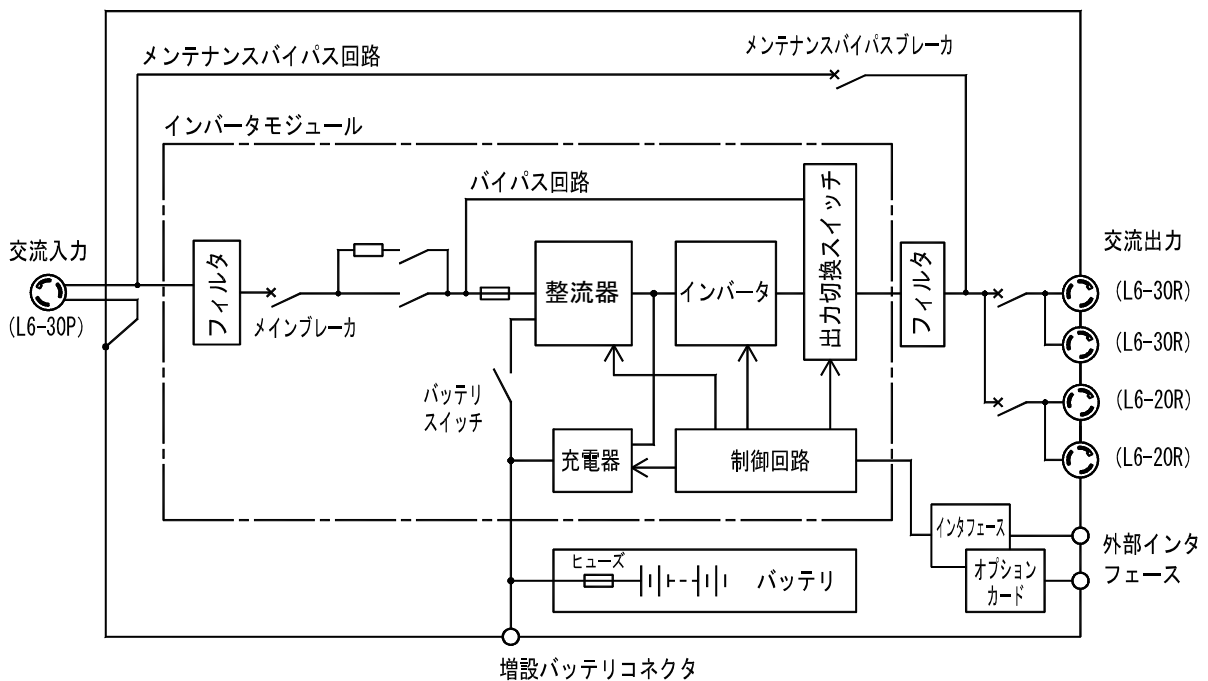 メンテナンスバイパス回路
メンテナンスバイパスブレーカ
インバータモジュール
バイパス回路
出力切換スイッチ
交流入力
(L6-30P)
フィルタ
メインブレーカ
整流器
インバータ
フィルタ
交流出力
(L6-30R)
(L6-30R)
(L6-20R)
(L6-20R)
バッテリ
スイッチ
充電器
制御回路
インタフェース
オプション
カード
外部インタ
フェース
ヒューズ
バッテリ
増設バッテリコネクタ